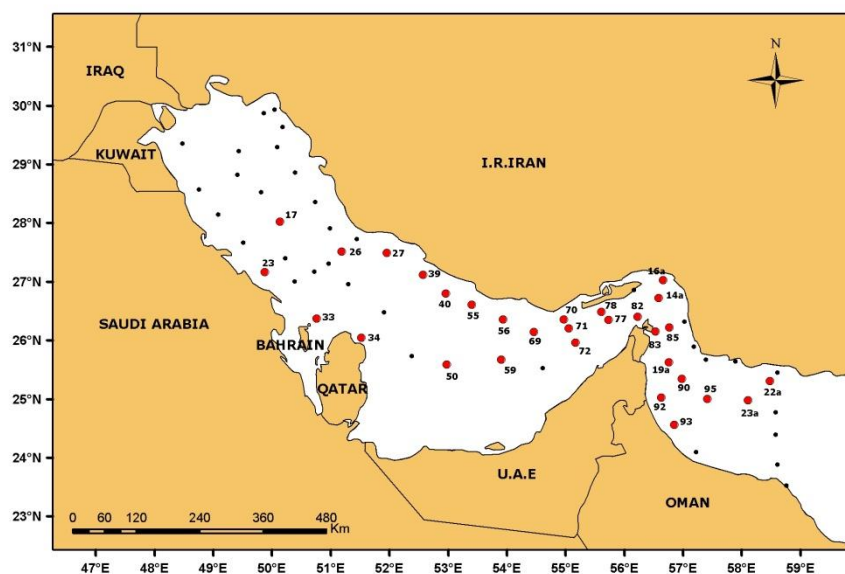 N
31°N
IRAQ
30°N
KUWAIT
I.R.IRAN
29°N
28°N
17
26
27
27°N
23
39
16a
40
14a
55
70
78
82
26°N
33
56
71
77
SAUDI ARABIA
69
83
85
BAHRAIN
34
72
59
50
19a
QATAR
90
95
22a
25°N
92
23a
93
24°N
U.A.E
OMAN
23°N
0 60 120 240 360 480
Km
47°E 48°E 49°E 50°E 51°E 52°E 53°E 54°E 55°E 56°E 57°E 58°E 59°E